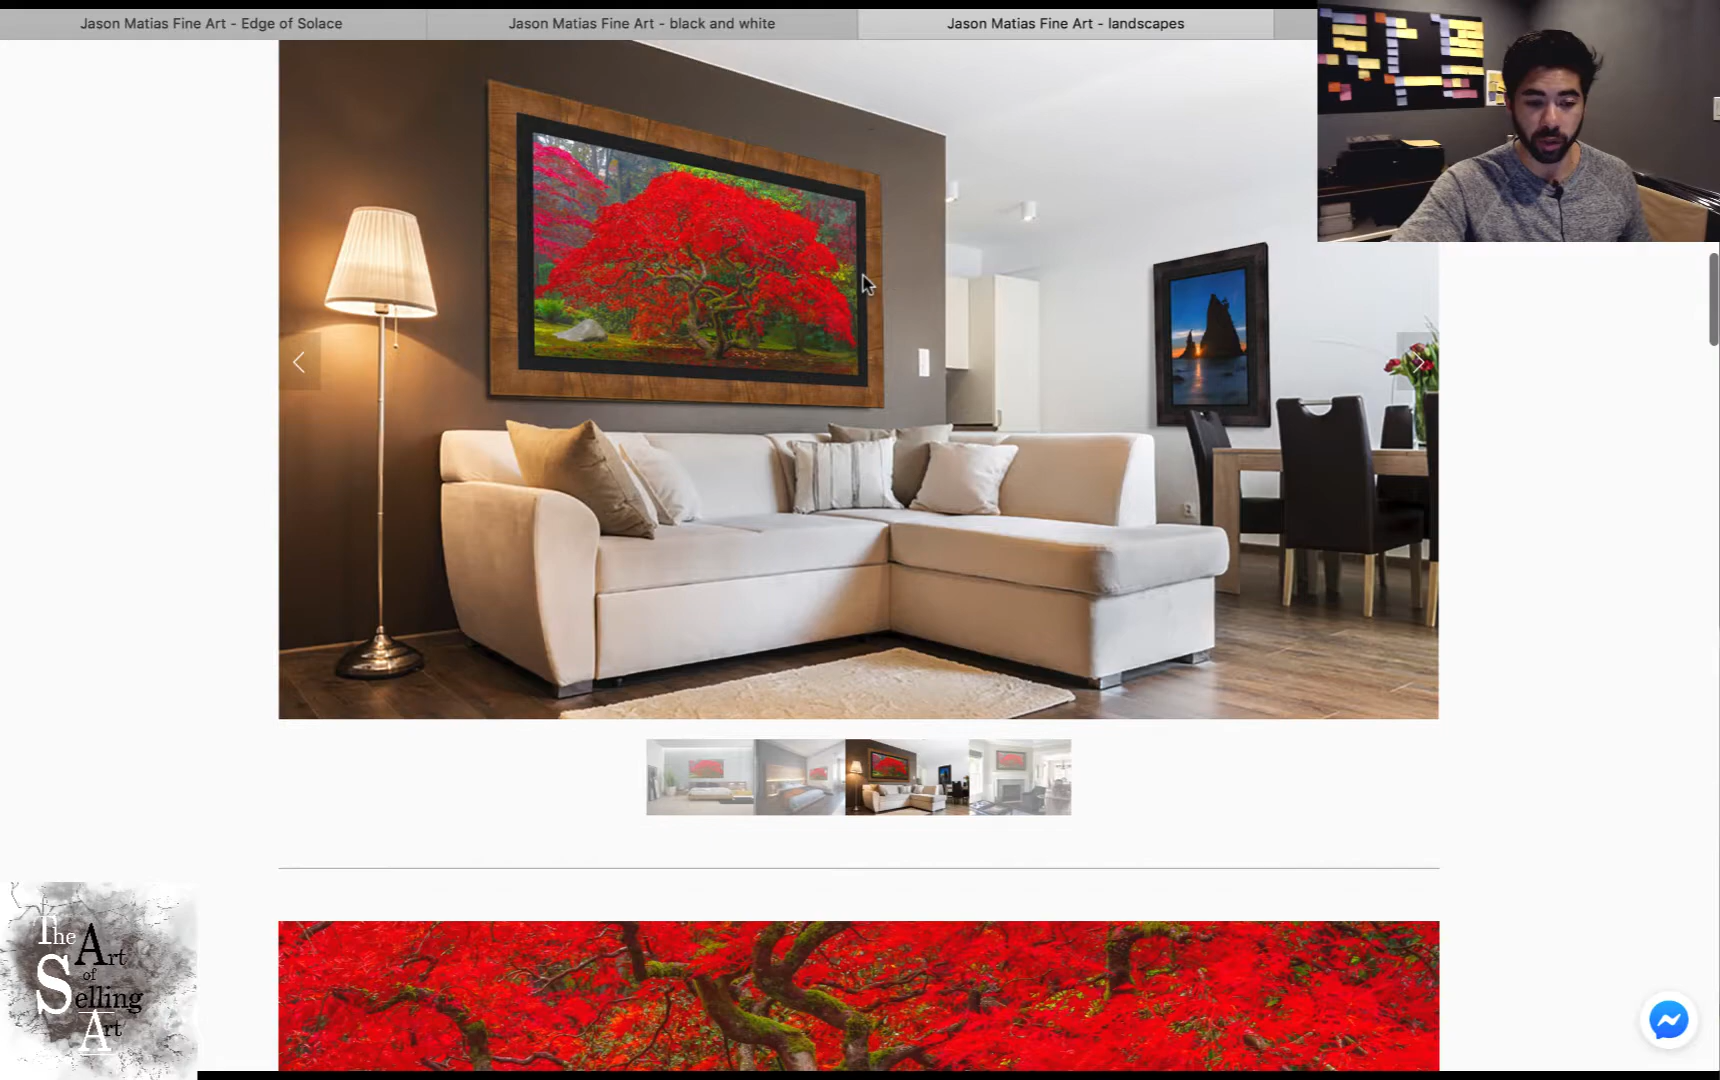 Jason Matias Fine Art - Edge of Solace
Jason Matias Fine Art - black and white
Jason Matias Fine Art - landscapes
The
Art
of
Selling
Art